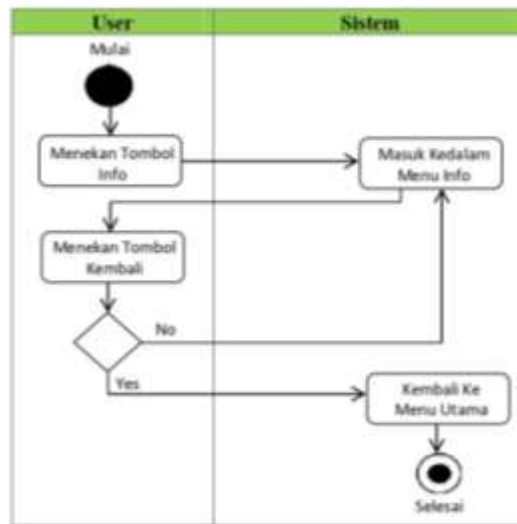 User
Sistem
Mulai
Menekan Tombol
Info
Masuk Kedalam
Menu Info
Menekan Tombol
Kembali
No
Yes
Kembali Ke
Menu Utama
Selesai